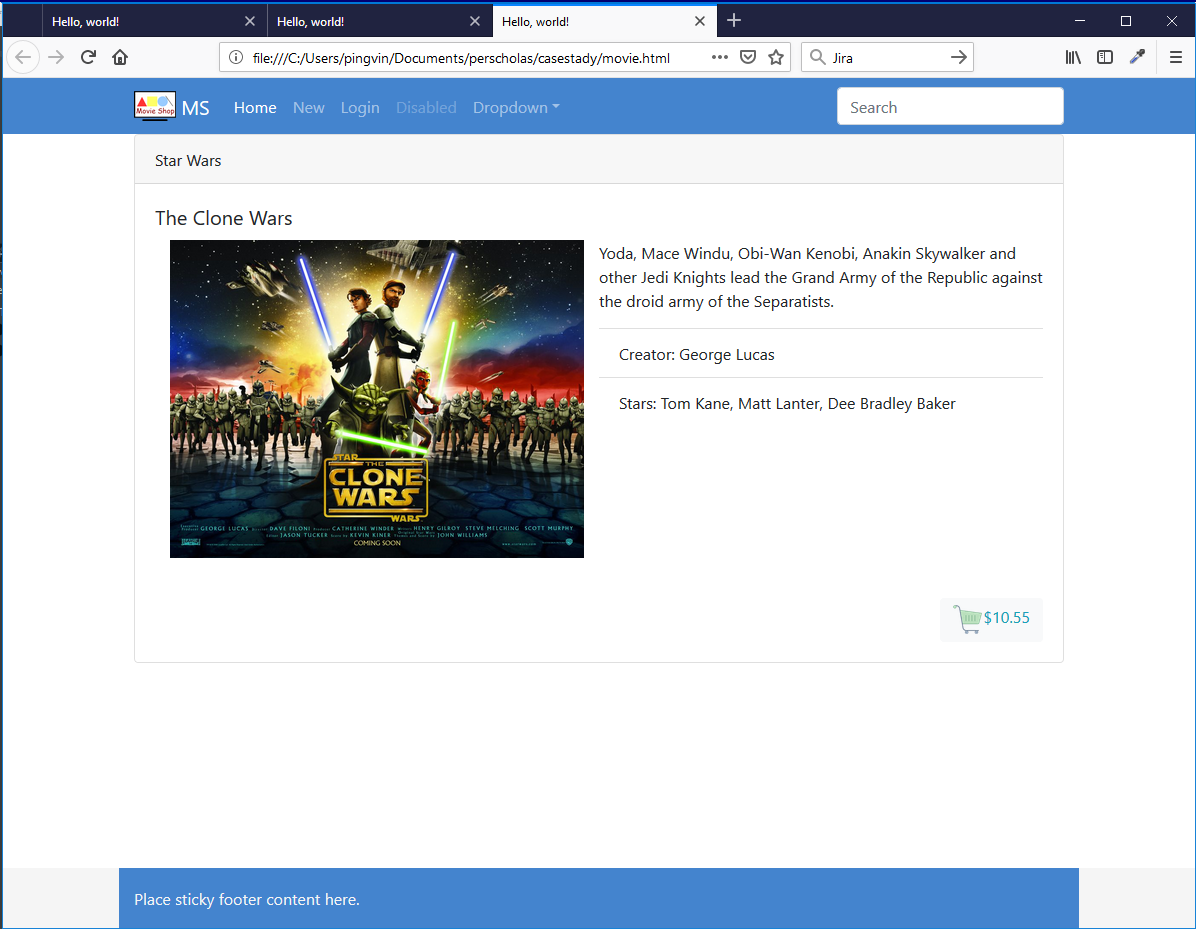 Hello, world!
Hello, world!
Hello, world!
file:///C:/Users/pingvin/Documents/perscholas/casestady/movie.html
Jira
Movie Shop
MS Home New Login Disabled Dropdown
Search
Star Wars
The Clone Wars
Yoda, Mace Windu, Obi-Wan Kenobi, Anakin Skywalker and
other Jedi Knights lead the Grand Army of the Republic against
the droid army of the Separatists.
Creator: George Lucas
Stars: Tom Kane, Matt Lanter, Dee Bradley Baker
STAR
THE
CLONE
WARS
WARS
GEORGE LUCAS DAVE FILONI CATHERINE WINDER HENRY GILROY STEVE MELCHING SCOTT MURPHY
JASON TUCKER KEVIN KINER JOHN WILLIAMS
COMING SOON
$10.55
Place sticky footer content here.